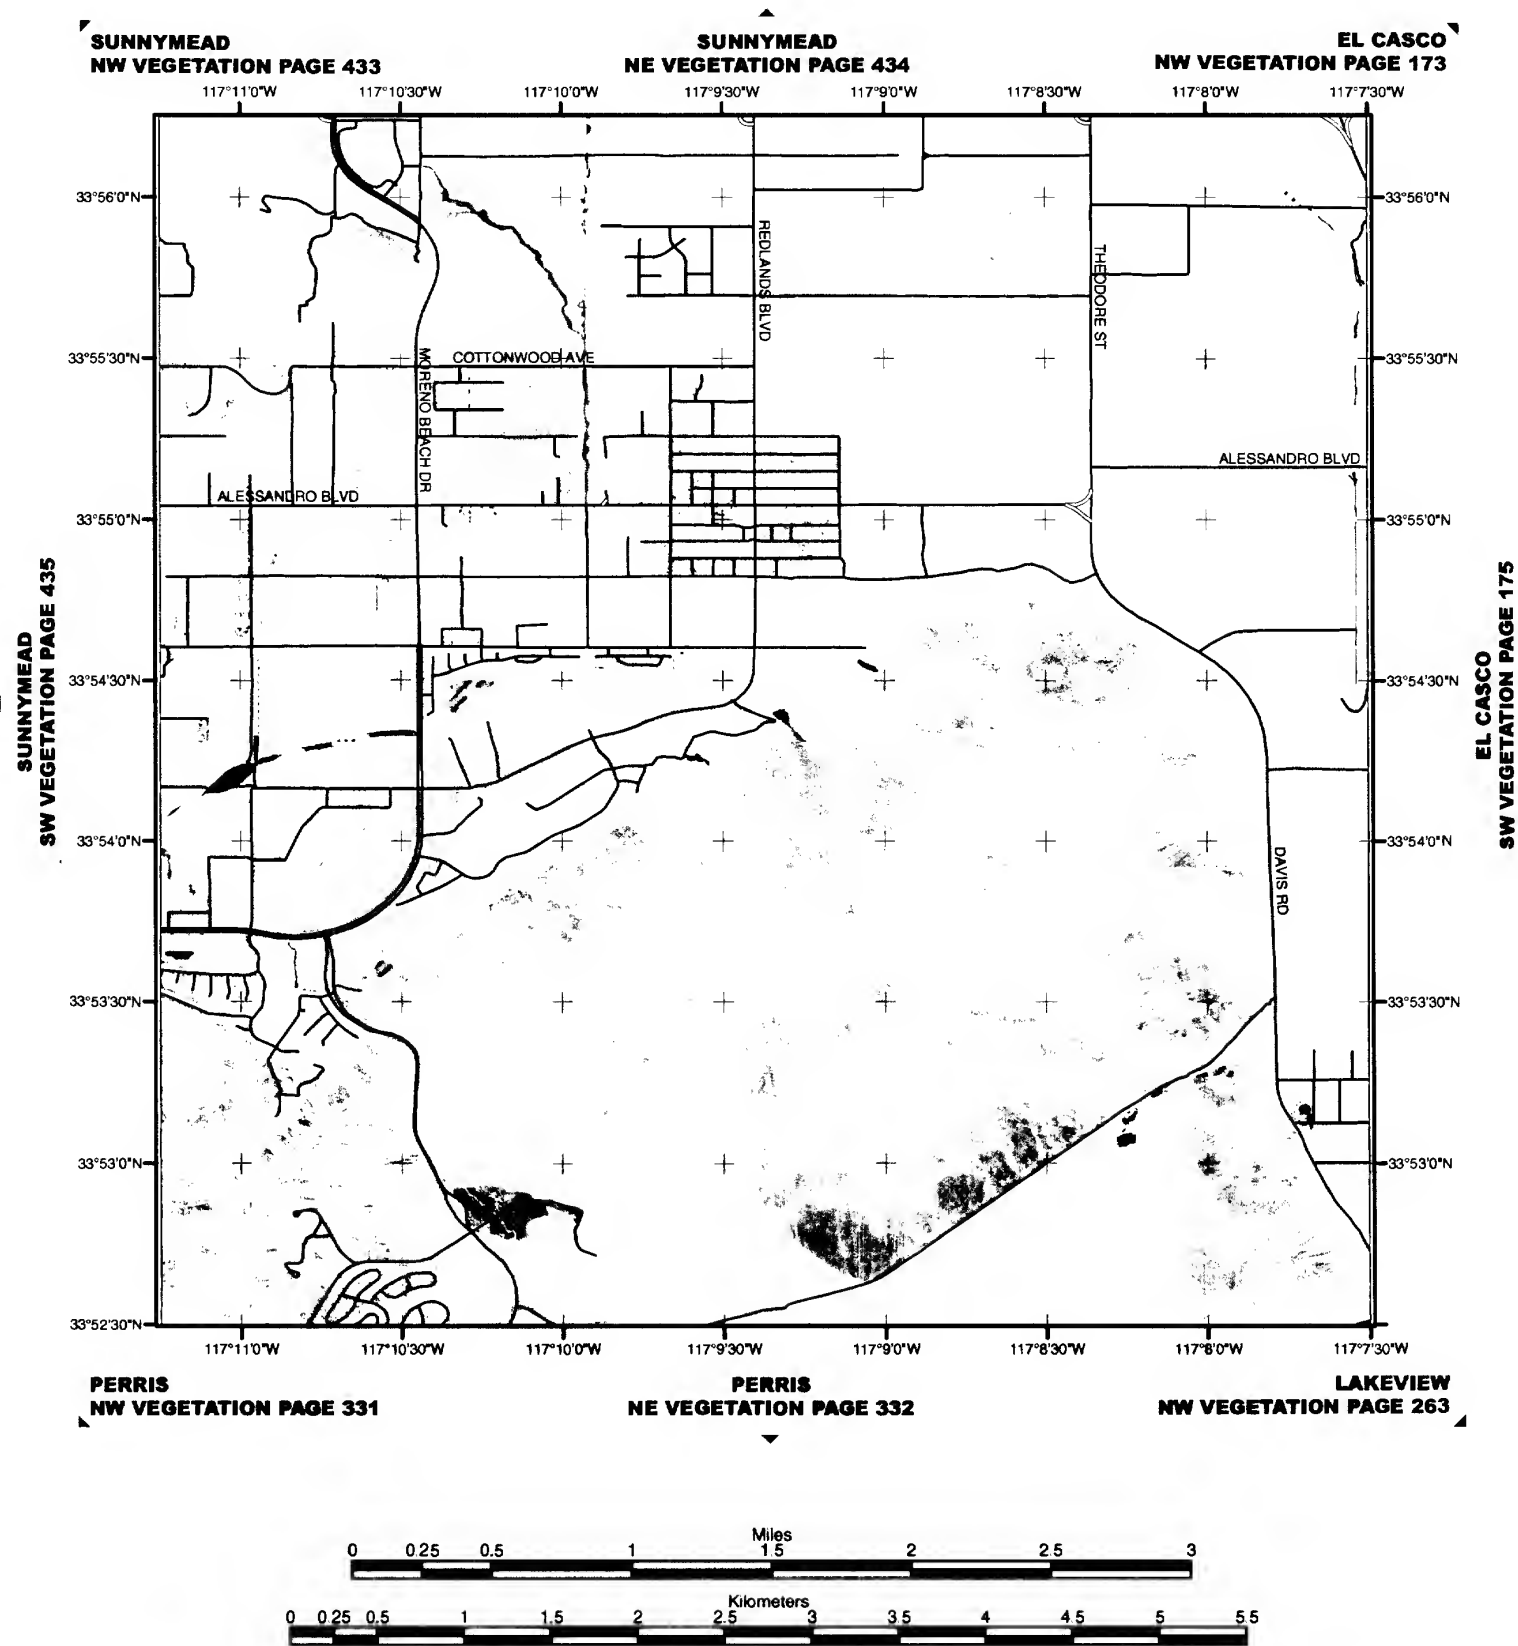 SUNNYMEAD
NW VEGETATION PAGE 433
SUNNYMEAD
NE VEGETATION PAGE 434
EL CASCO
NW VEGETATION PAGE 173
117°11'0"W 117°10'30"W 117°10'0"W 117°9'30"W 117°9'0"W 117°8'30"W 117°8'0"W 117°7'30"W
33°56'0"N 33°56'0"N
REDLANDS BLVD
THEODORE ST
33°55'30"N 33°55'30"N
COTTONWOOD AVE
MORENO BEACH DR
ALESSANDRO BLVD
ALESSANDRO BLVD
33°55'0"N 33°55'0"N
SUNNYMEAD
SW VEGETATION PAGE 435
EL CASCO
SW VEGETATION PAGE 175
33°54'30"N 33°54'30"N
33°54'0"N 33°54'0"N
DAVIS RD
33°53'30"N 33°53'30"N
33°53'0"N 33°53'0"N
33°52'30"N
117°11'0"W 117°10'30"W 117°10'0"W 117°9'30"W 117°9'0"W 117°8'30"W 117°8'0"W 117°7'30"W
PERRIS
NW VEGETATION PAGE 331
PERRIS
NE VEGETATION PAGE 332
LAKEVIEW
NW VEGETATION PAGE 263
Miles
0 0.25 0.5 1 1.5 2 2.5 3
Kilometers
0 0.25 0.5 1 1.5 2 2.5 3 3.5 4 4.5 5 5.5